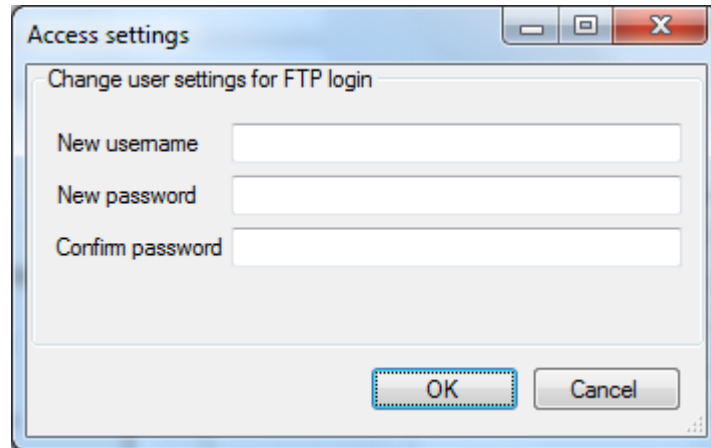 Access settings
Change user settings for FTP login
New username
New password
Confirm password
OK
Cancel